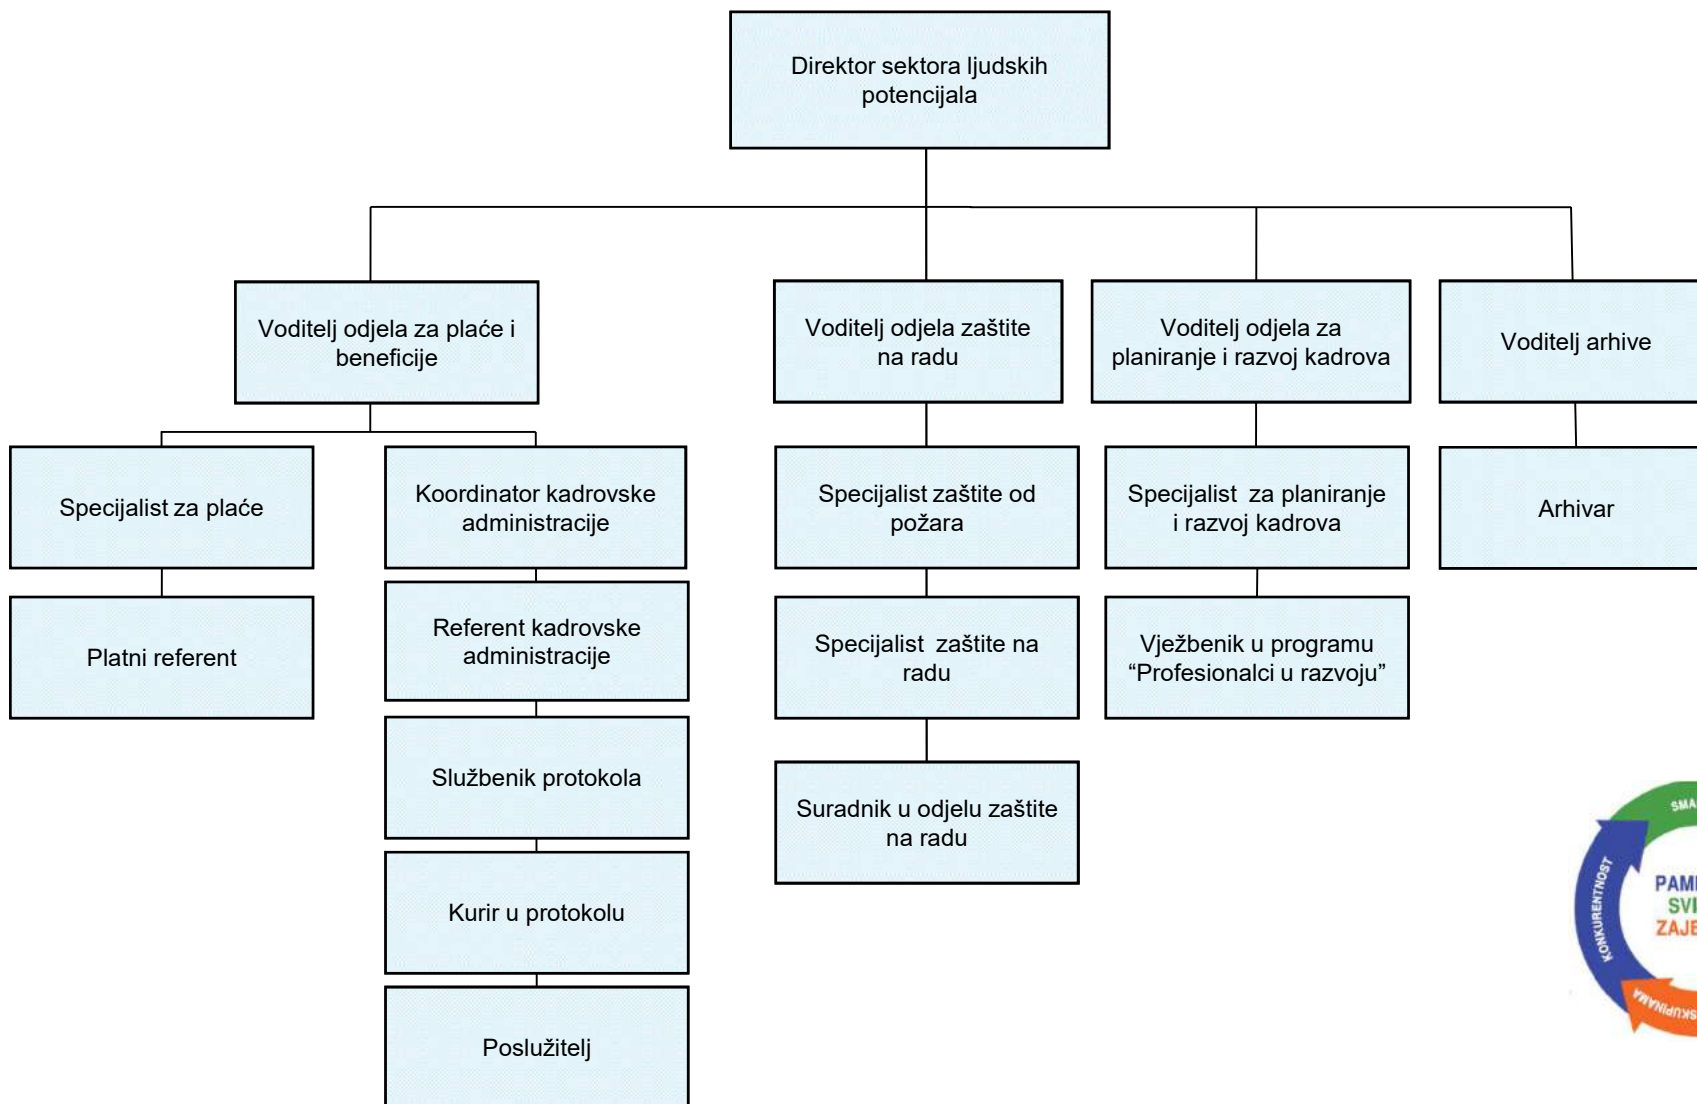 Direktor sektora ljudskih
potencijala
Voditelj odjela za plaće i
beneficije
Voditelj odjela zaštite
na radu
Voditelj odjela za
planiranje i razvoj kadrova
Voditelj arhive
Specijalist za plaće
Koordinator kadrovske
administracije
Specijalist zaštite od
požara
Specijalist za planiranje
i razvoj kadrova
Arhivar
Platni referent
Referent kadrovske
administracije
Specijalist zaštite na
radu
Vježbenik u programu
“Profesionalci u razvoju”
Službenik protokola
Suradnik u odjelu zaštite
na radu
Kurir u protokolu
Poslužitelj
KONKURENTNOST